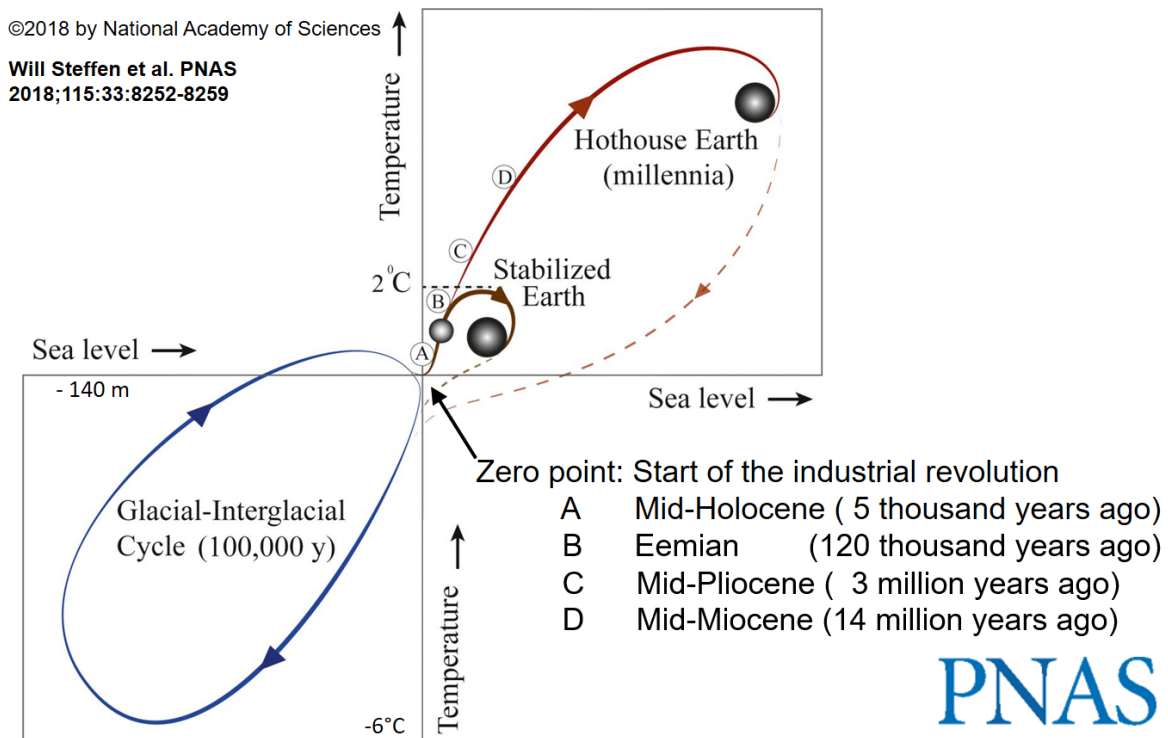 ©2018 by National Academy of Sciences
Will Steffen et al. PNAS
2018;115:33:8252-8259
Temperature
Hothouse Earth
(millennia)
D
C
2°C
Stabilized
Earth
B
A
Sea level
- 140 m
Sea level
Zero point: Start of the industrial revolution
A Mid-Holocene ( 5 thousand years ago)
B Eemian (120 thousand years ago)
C Mid-Pliocene ( 3 million years ago)
D Mid-Miocene (14 million years ago)
Glacial-Interglacial
Cycle (100,000 y)
Temperature
-6°C
PNAS